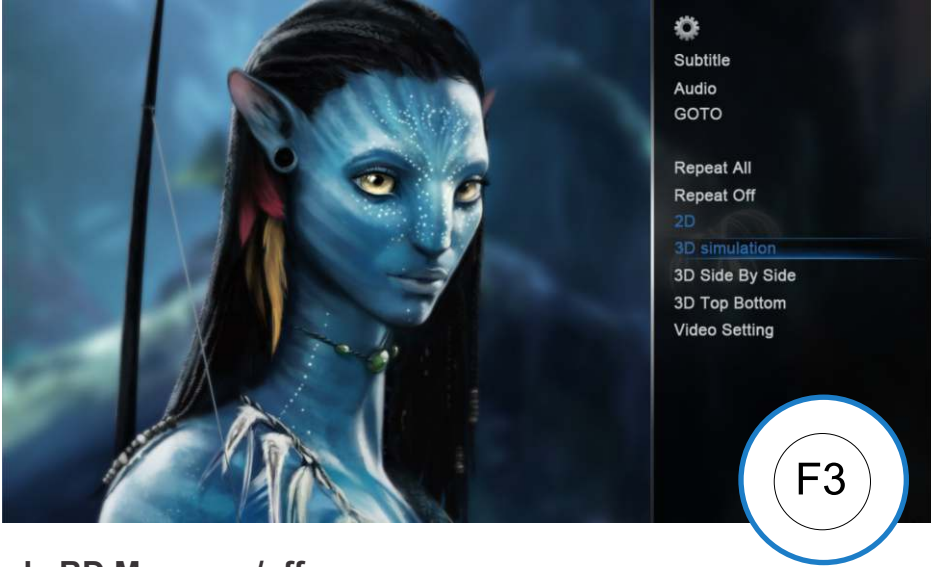 Subtitle
Audio
GOTO
Repeat All
Repeat Off
2D
3D simulation
3D Side By Side
3D Top Bottom
Video Setting
F3